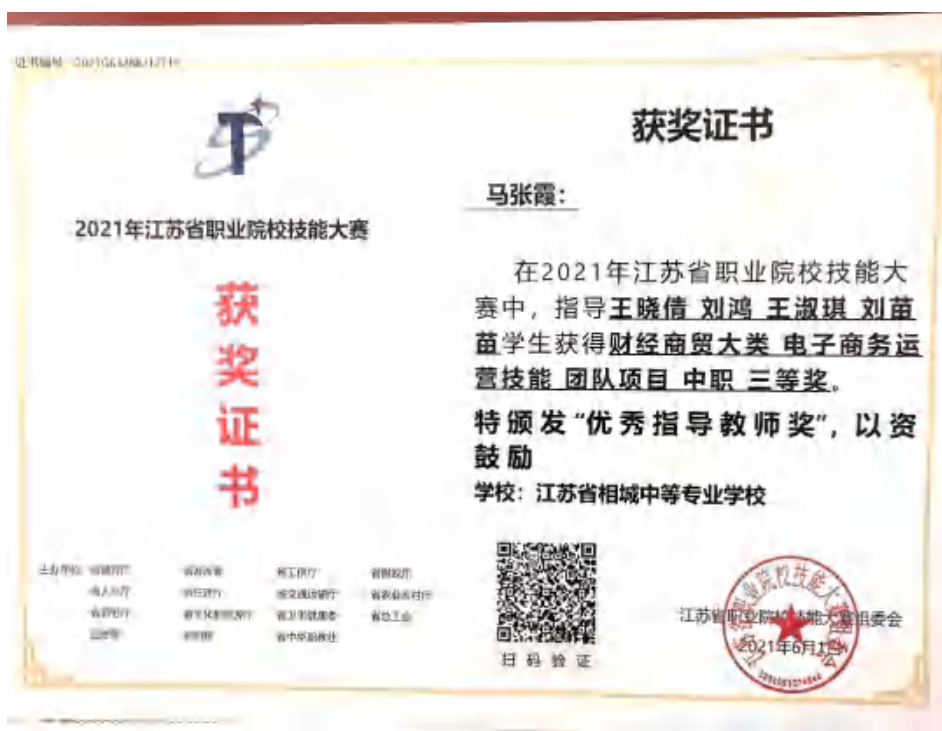 2021年江苏省职业院校技能大赛
获
奖
证
书
获奖证书
马张霞：
在2021年江苏省职业院校技能大
赛中，指导王晓倩 刘鸿 王淑琪 刘苗
苗学生获得财经商贸大类 电子商务运
营技能 团队项目 中职 三等奖。
特颁发“优秀指导教师奖”，以资
鼓励
学校：江苏省相城中等专业学校
扫码验证
江苏省职业院校技能大赛组委会
2021年6月1日